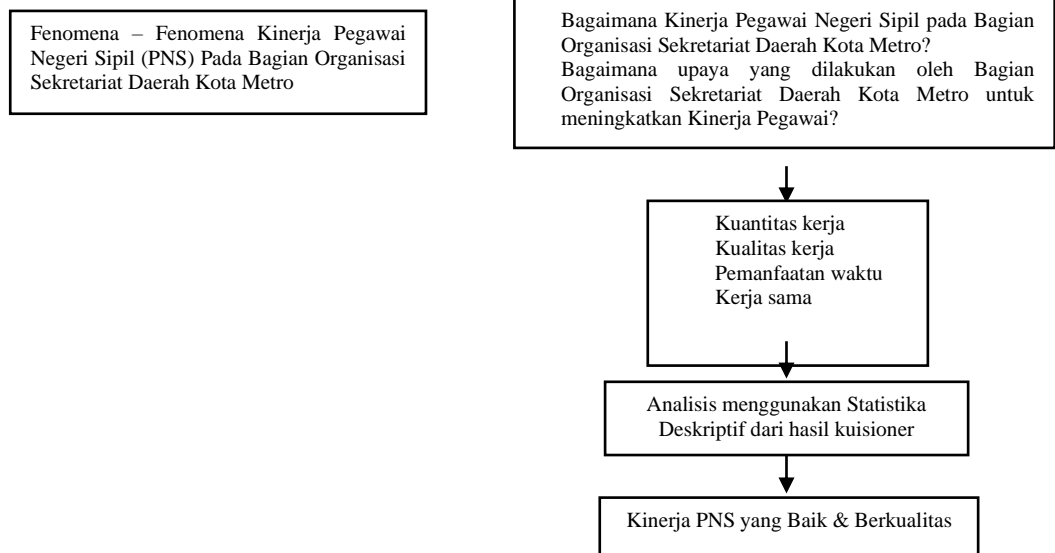 Fenomena – Fenomena Kinerja Pegawai
Negeri Sipil (PNS) Pada Bagian Organisasi
Sekretariat Daerah Kota Metro
Bagaimana Kinerja Pegawai Negeri Sipil pada Bagian
Organisasi Sekretariat Daerah Kota Metro?
Bagaimana upaya yang dilakukan oleh Bagian
Organisasi Sekretariat Daerah Kota Metro untuk
meningkatkan Kinerja Pegawai?
Kuantitas kerja
Kualitas kerja
Pemanfaatan waktu
Kerja sama
Analisis menggunakan Statistika
Deskriptif dari hasil kuisioner
Kinerja PNS yang Baik & Berkualitas